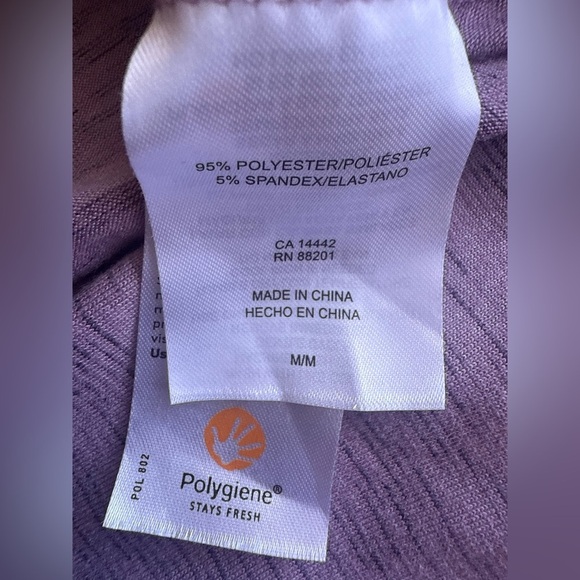 95% POLYESTER/POLIÉSTER
5% SPANDEX/ELASTANO
CA 14442
RN 88201
MADE IN CHINA
HECHO EN CHINA
M/M
Us
POL 802
Polygiene®
STAYS FRESH